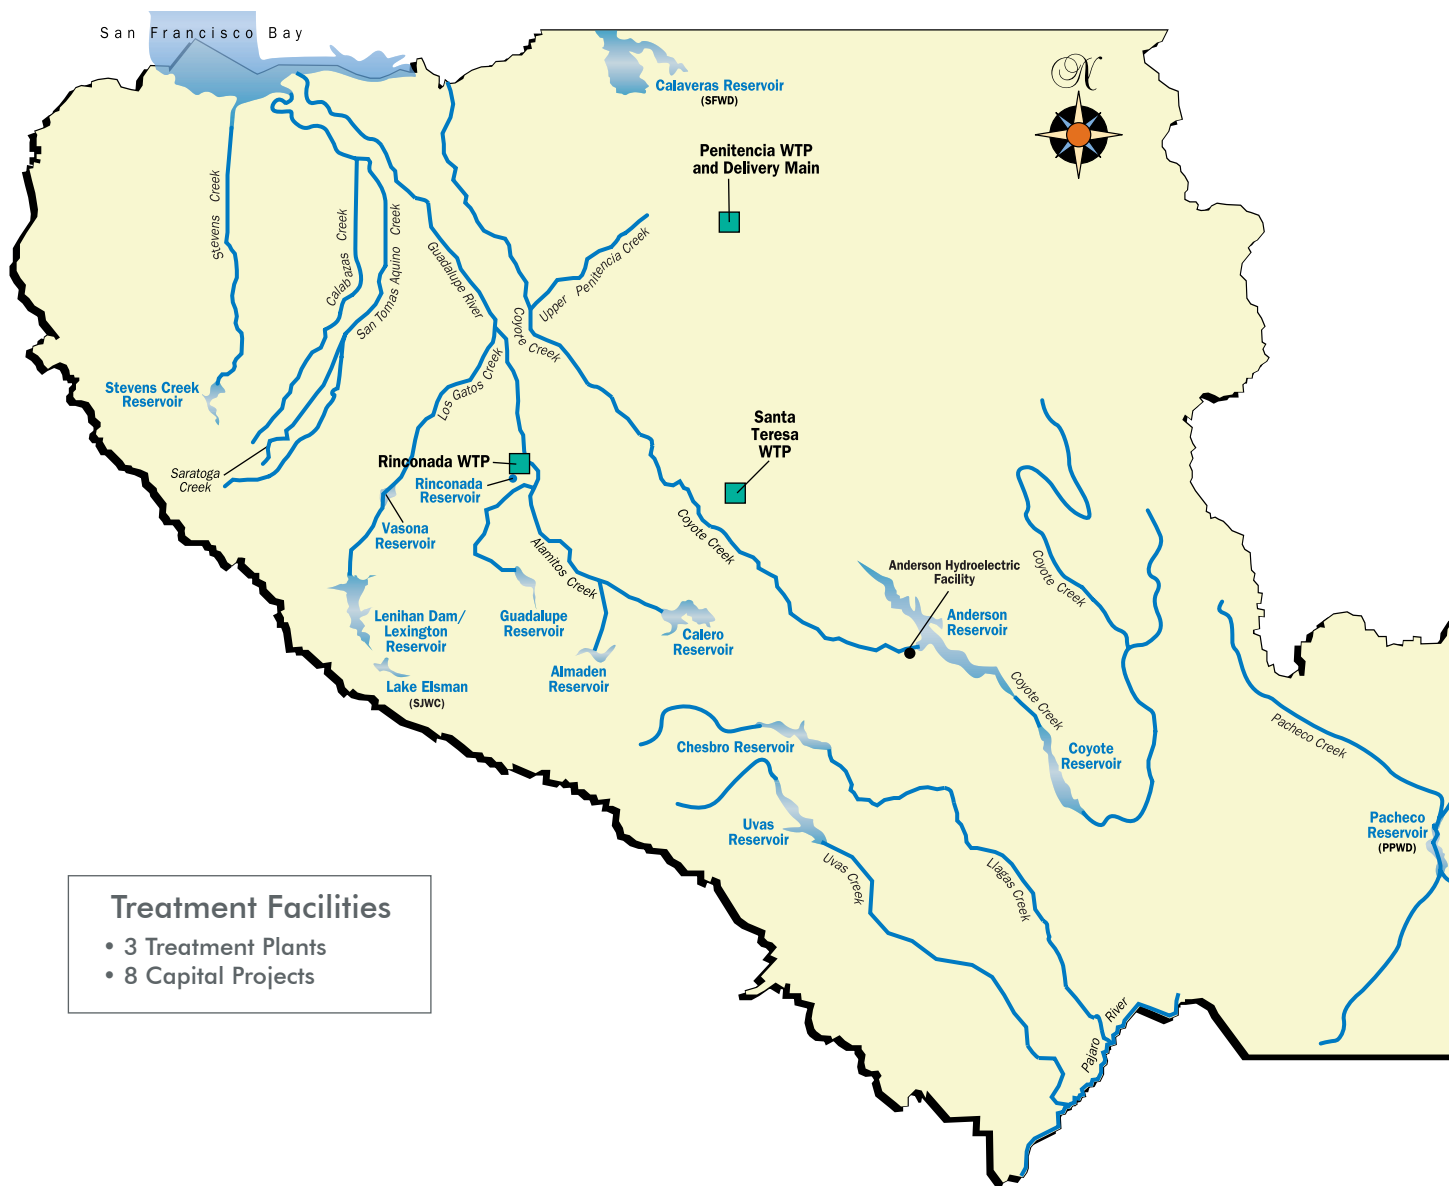 San Francisco Bay
N
Calaveras Reservoir
(SFWD)
Penitencia WTP
and Delivery Main
Stevens Creek
Calabazas Creek
San Tomas Aquino Creek
Guadalupe River
Upper Penitencia Creek
Coyote Creek
Los Gatos Creek
Stevens Creek
Reservoir
Santa
Teresa
WTP
Saratoga
Creek
Rinconada WTP
Rinconada
Reservoir
Vasona
Reservoir
Coyote Creek
Alamitos Creek
Coyote Creek
Anderson Hydroelectric
Facility
Anderson
Reservoir
Lenihan Dam/
Lexington
Reservoir
Guadalupe
Reservoir
Calero
Reservoir
Almaden
Reservoir
Lake Elsman
(SJWC)
Coyote Creek
Pacheco Creek
Chesbro Reservoir
Coyote
Reservoir
Uvas
Reservoir
Pacheco
Reservoir
(PPWD)
Uvas Creek
Llagas Creek
Pajaro River
Treatment Facilities
• 3 Treatment Plants
• 8 Capital Projects